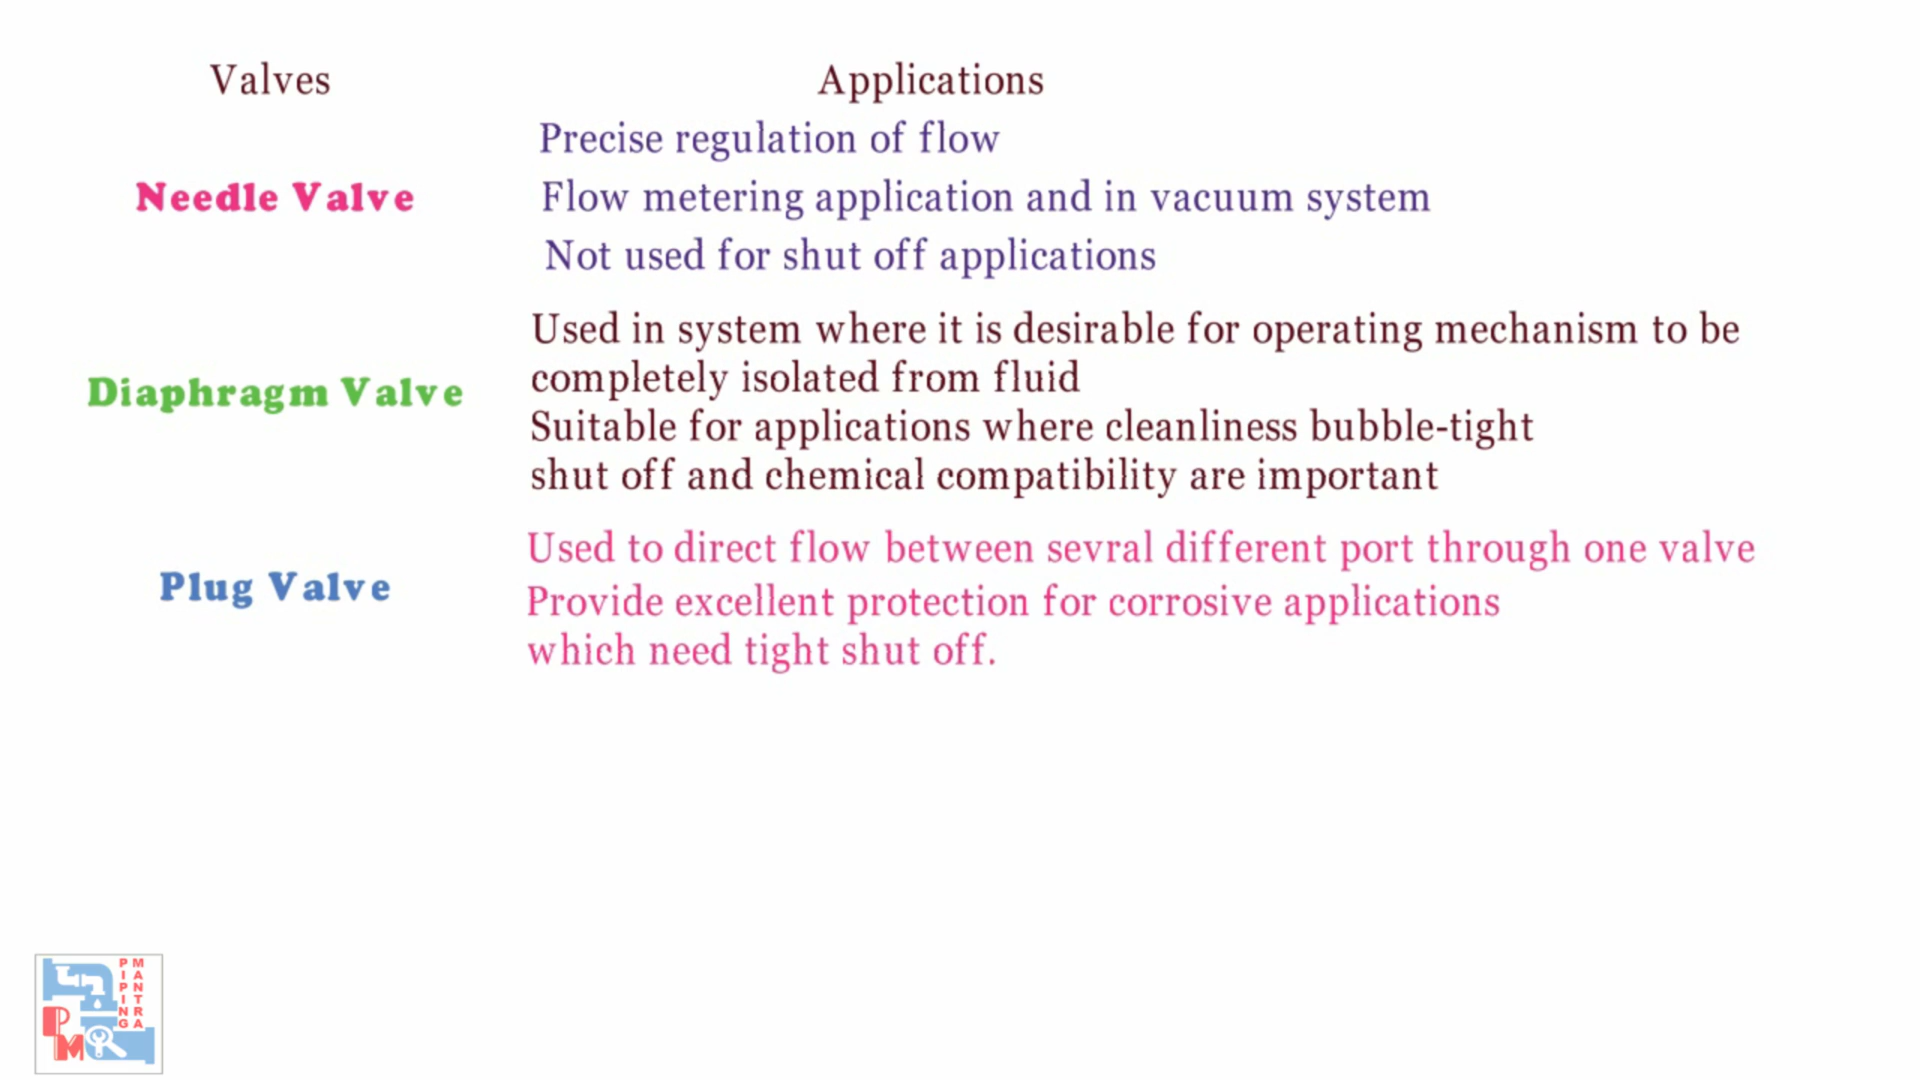 Valves
Applications
Precise regulation of flow
Needle Valve
Flow metering application and in vacuum system
Not used for shut off applications
Used in system where it is desirable for operating mechanism to be
completely isolated from fluid
Diaphragm Valve
Suitable for applications where cleanliness bubble-tight
shut off and chemical compatibility are important
Used to direct flow between sevral different port through one valve
Plug Valve
Provide excellent protection for corrosive applications
which need tight shut off.
PIPING
MANTRA
PM